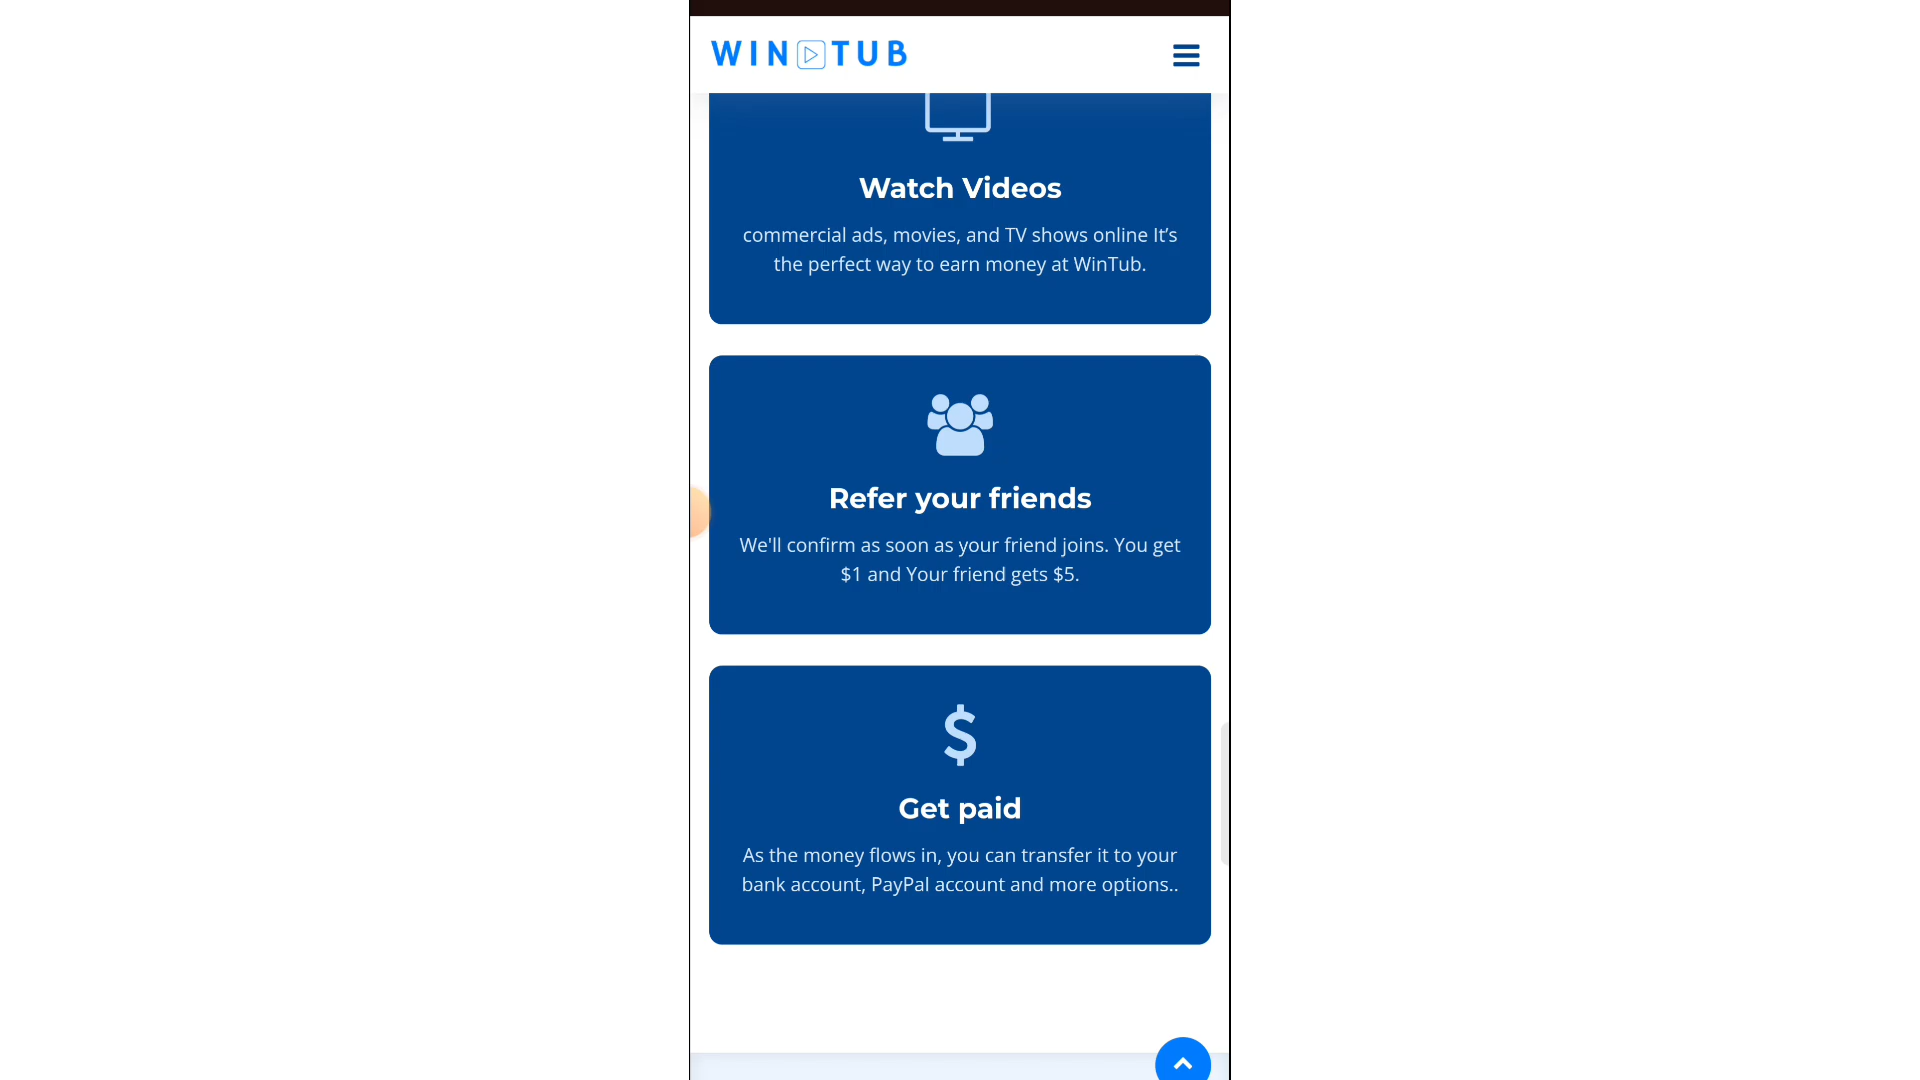 WIN TUB
Watch Videos
commercial ads, movies, and TV shows online It’s
the perfect way to earn money at WinTub.
Refer your friends
We'll confirm as soon as your friend joins. You get
$1 and Your friend gets $5.
$
Get paid
As the money flows in, you can transfer it to your
bank account, PayPal account and more options..